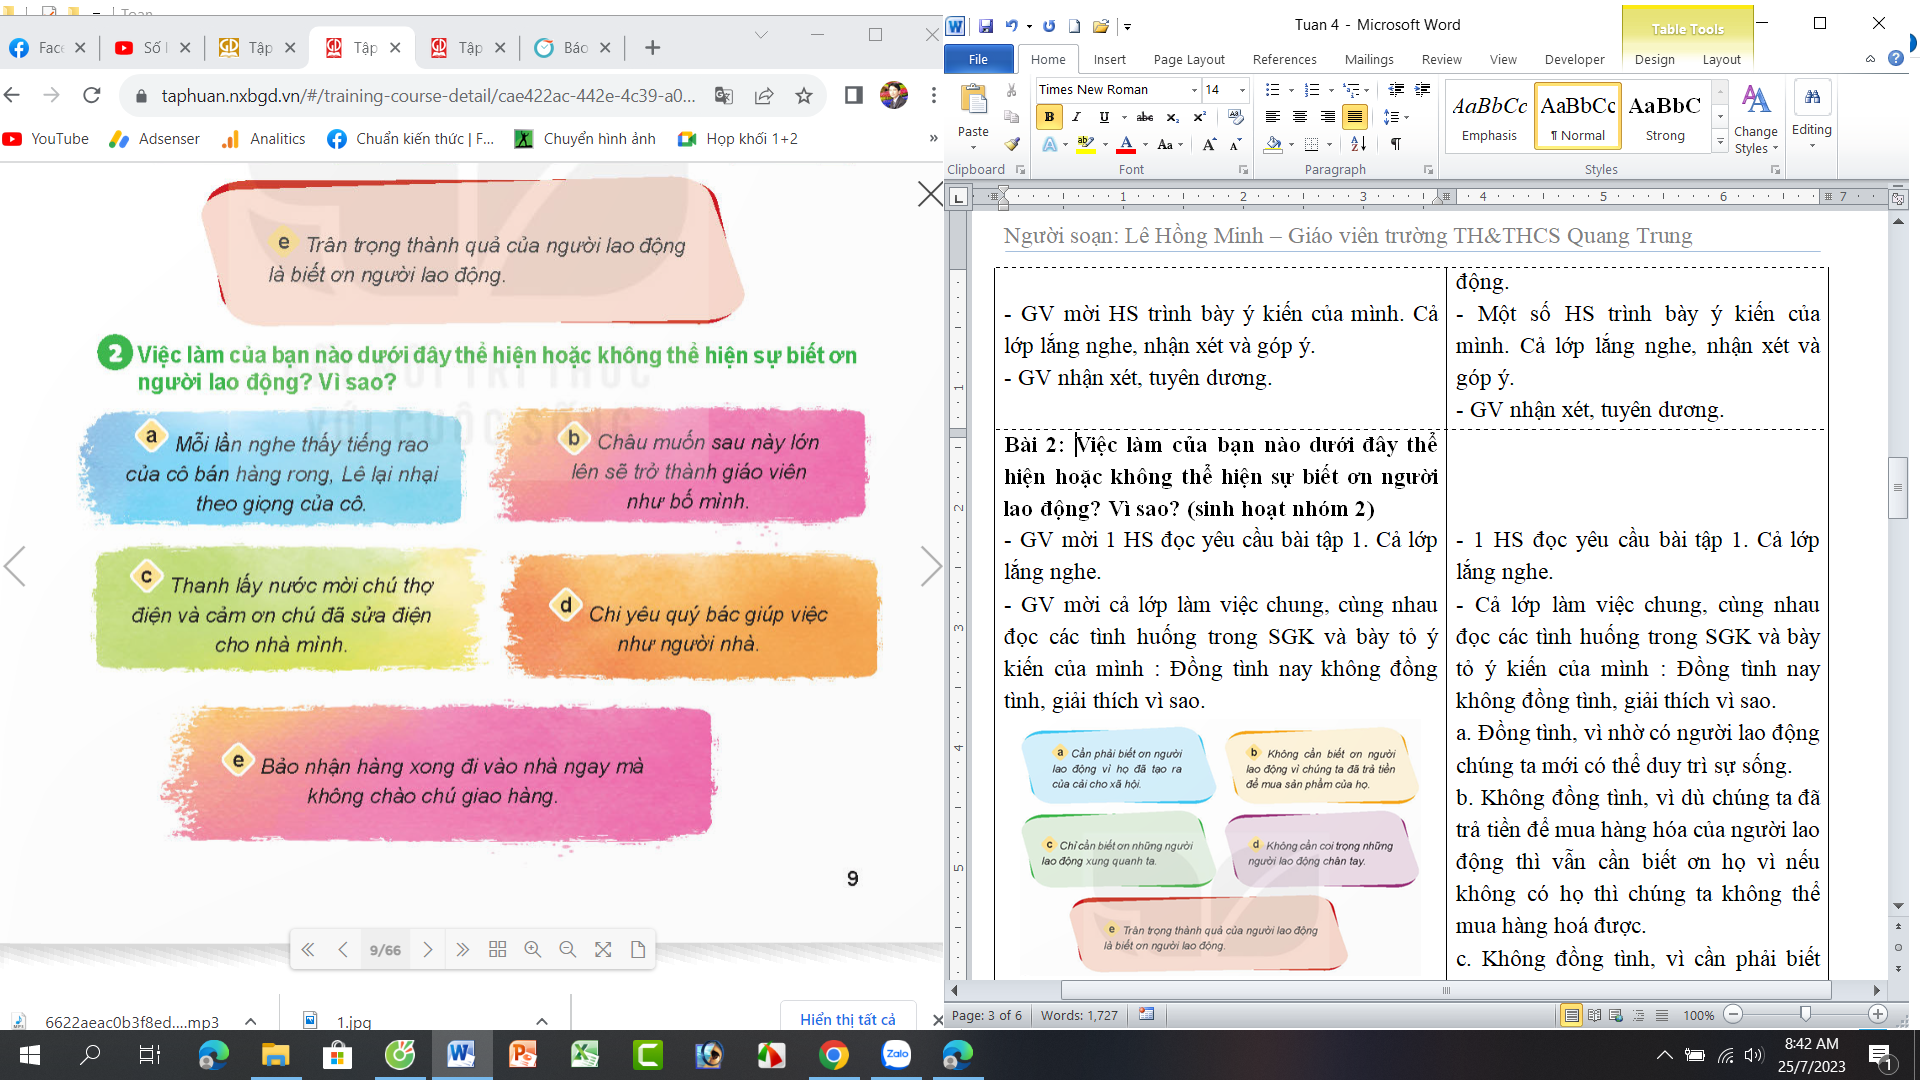 Toan
Face
Số l
Tập
Tập
Tập
Báo
taphuan.nxbgd.vn/#/training-course-detail/cae422ac-442e-4c39-a0...
YouTube
Adsenser
Analitics
Chuẩn kiến thức | F...
Chuyển hình ảnh
Họp khối 1+2
»
e Trân trọng thành quả của người lao động
là biết ơn người lao động.
2 Việc làm của bạn nào dưới đây thể hiện hoặc không thể hiện sự biết ơn
người lao động? Vì sao?
a Mỗi lần nghe thấy tiếng rao
của cô bán hàng rong, Lê lại nhại
theo giọng của cô.
b Châu muốn sau này lớn
lên sẽ trở thành giáo viên
như bố mình.
c Thanh lấy nước mời chú thợ
điện và cảm ơn chú đã sửa điện
cho nhà mình.
d Chi yêu quý bác giúp việc
như người nhà.
e Bảo nhận hàng xong đi vào nhà ngay mà
không chào chú giao hàng.
9
9/66
6622aeac0b3f8ed....mp3
1.jpg
Hiển thị tất cả
Tuan 4 - Microsoft Word
Table Tools
File
Home
Insert
Page Layout
References
Mailings
Review
View
Developer
Design
Layout
Paste
Times New Roman
14
B I U abc x₂ x²
Aa
AaBbCc
AaBbCc
AaBbC
Emphasis
¶ Normal
Strong
Change
Styles
Editing
Clipboard
Font
Paragraph
Styles
1 2 3 4 5 6 7
Người soạn: Lê Hồng Minh – Giáo viên trường TH&THCS Quang Trung
- GV mời HS trình bày ý kiến của mình. Cả
lớp lắng nghe, nhận xét và góp ý.
- GV nhận xét, tuyên dương.
động.
- Một số HS trình bày ý kiến của
mình. Cả lớp lắng nghe, nhận xét và
góp ý.
- GV nhận xét, tuyên dương.
Bài 2: Việc làm của bạn nào dưới đây thể
hiện hoặc không thể hiện sự biết ơn người
lao động? Vì sao? (sinh hoạt nhóm 2)
- GV mời 1 HS đọc yêu cầu bài tập 1. Cả lớp
lắng nghe.
- GV mời cả lớp làm việc chung, cùng nhau
đọc các tình huống trong SGK và bày tỏ ý
kiến của mình : Đồng tình nay không đồng
tình, giải thích vì sao.
a Cần phải biết ơn người
lao động vì họ đã tạo ra
của cải cho xã hội.
b Không cần biết ơn người
lao động vì chúng ta đã trả tiền
để mua sản phẩm của họ.
c Chỉ cần biết ơn những người
lao động xung quanh ta.
d Không cần coi trọng những
người lao động chân tay.
e Trân trọng thành quả của người lao động
là biết ơn người lao động.
- 1 HS đọc yêu cầu bài tập 1. Cả lớp
lắng nghe.
- Cả lớp làm việc chung, cùng nhau
đọc các tình huống trong SGK và bày
tỏ ý kiến của mình : Đồng tình nay
không đồng tình, giải thích vì sao.
a. Đồng tình, vì nhờ có người lao động
chúng ta mới có thể duy trì sự sống.
b. Không đồng tình, vì dù chúng ta đã
trả tiền để mua hàng hóa của người lao
động thì vẫn cần biết ơn họ vì nếu
không có họ thì chúng ta không thể
mua hàng hoá được.
c. Không đồng tình, vì cần phải biết
Page: 3 of 6
Words: 1,727
100%
Zalo
8:42 AM
25/7/2023
1